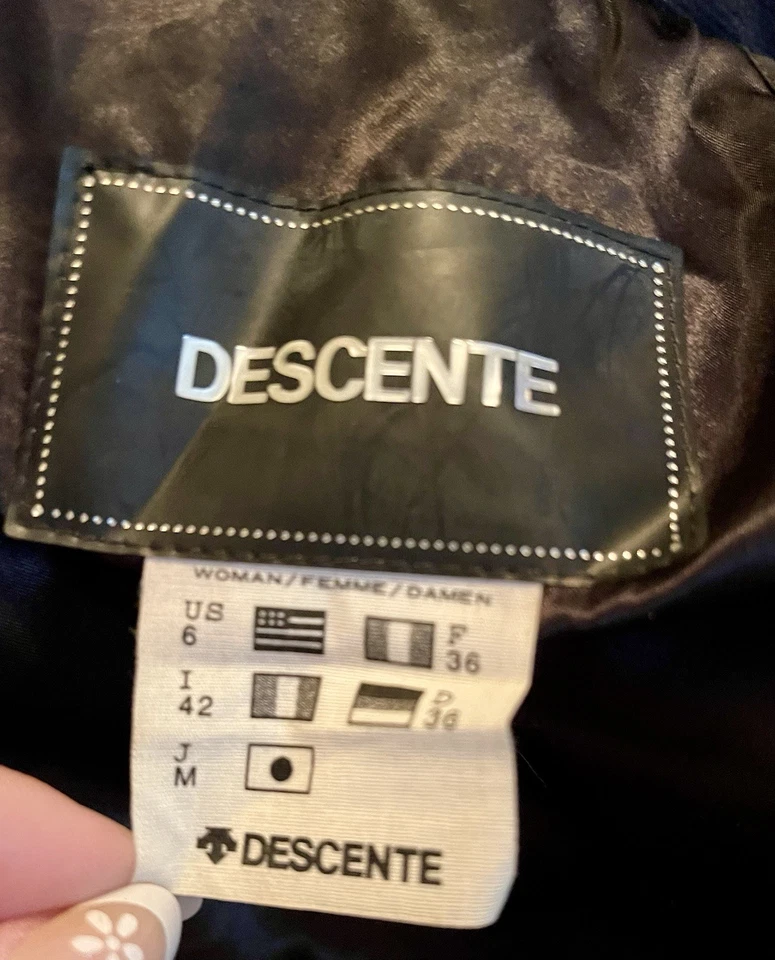 DESCENTE
WOMAN/FEMME/DAMEN
US F
6 36
I D
42 36
J
M
DESCENTE